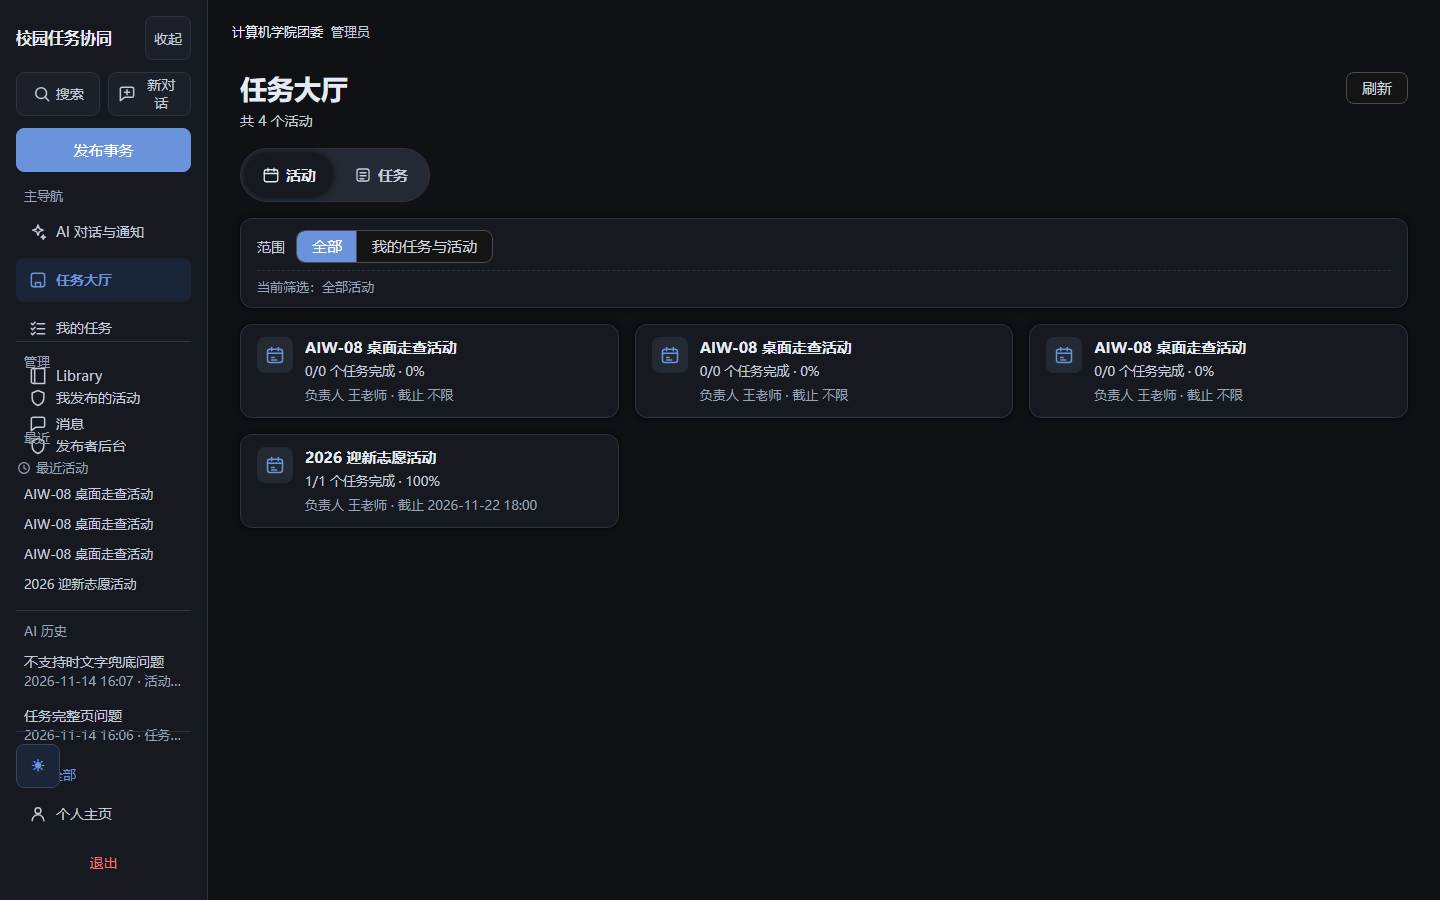 校园任务协同
收起
搜索
新对
话
发布事务
主导航
AI 对话与通知
任务大厅
我的任务
管理
Library
我发布的活动
消息
最近
发布者后台
最近活动
AIW-08 桌面走查活动
AIW-08 桌面走查活动
AIW-08 桌面走查活动
2026 迎新志愿活动
AI 历史
不支持时文字兜底问题
2026-11-14 16:07 · 活动...
任务完整页问题
2026-11-14 16:06 · 任务...
全部
个人主页
退出
计算机学院团委 管理员
任务大厅
共 4 个活动
刷新
活动
任务
范围
全部
我的任务与活动
当前筛选：全部活动
AIW-08 桌面走查活动
0/0 个任务完成 · 0%
负责人 王老师 · 截止 不限
AIW-08 桌面走查活动
0/0 个任务完成 · 0%
负责人 王老师 · 截止 不限
AIW-08 桌面走查活动
0/0 个任务完成 · 0%
负责人 王老师 · 截止 不限
2026 迎新志愿活动
1/1 个任务完成 · 100%
负责人 王老师 · 截止 2026-11-22 18:00